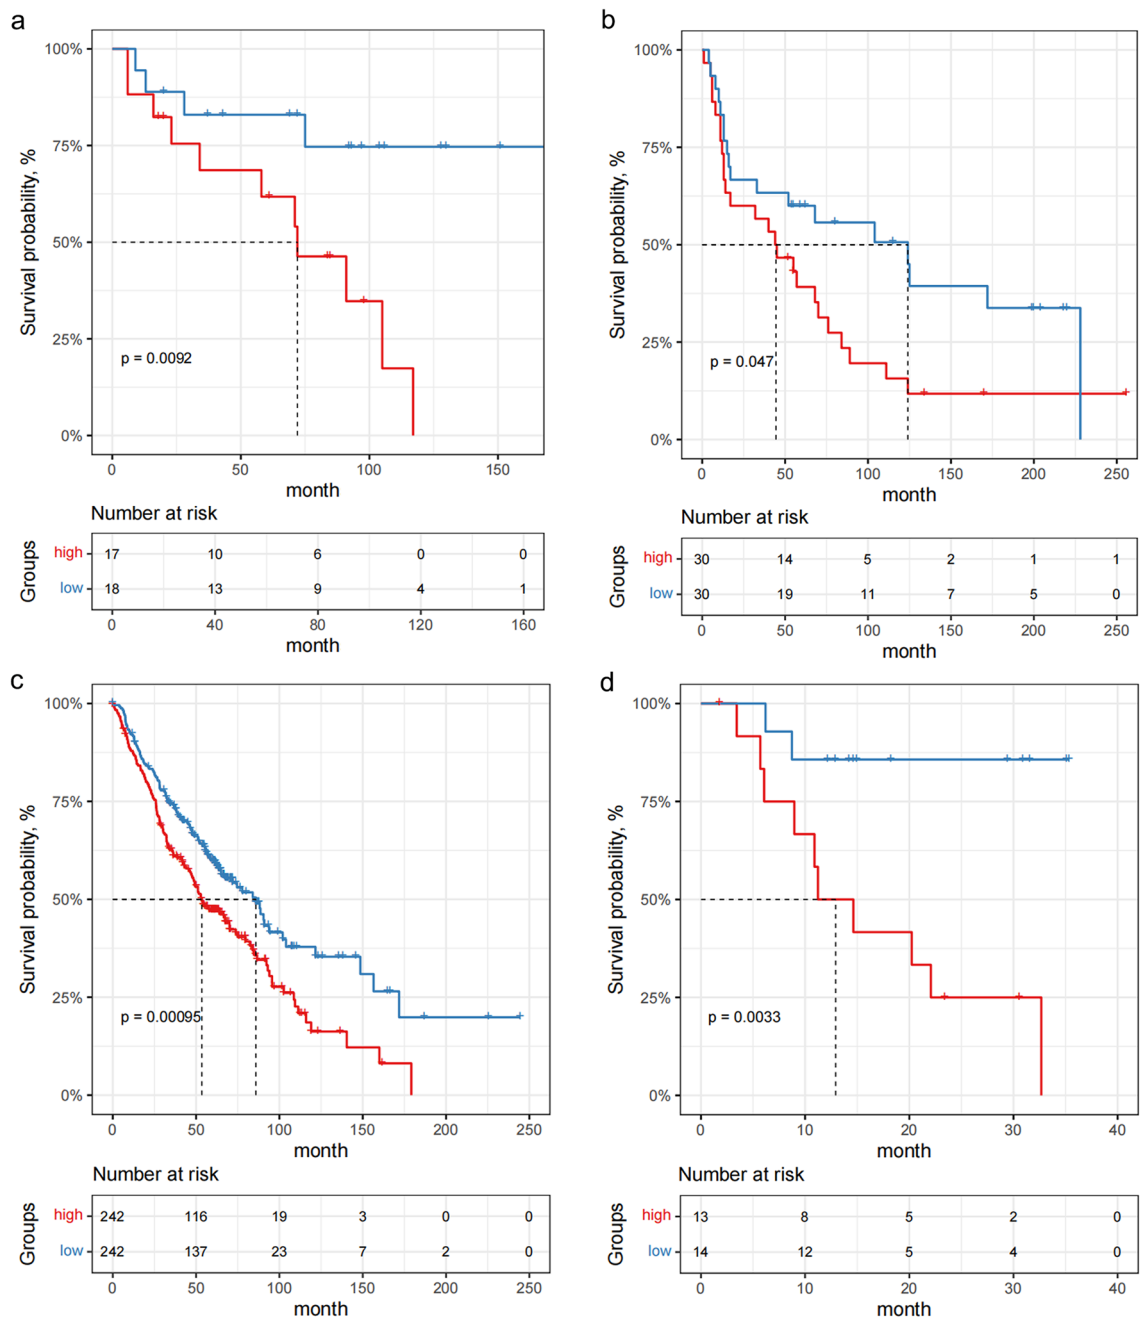 a
100%
75%
50%
25%
0%
Survival probability, %
p = 0.0092
0 50 100 150
month
Number at risk
Groups
high 17 10 6 0 0
low 18 13 9 4 1
0 40 80 120 160
month
b
100%
75%
50%
25%
0%
Survival probability, %
p = 0.047
0 50 100 150 200 250
month
Number at risk
Groups
high 30 14 5 2 1 1
low 30 19 11 7 5 0
0 50 100 150 200 250
month
c
100%
75%
50%
25%
0%
Survival probability, %
p = 0.00095
0 50 100 150 200 250
month
Number at risk
Groups
high 242 116 19 3 0 0
low 242 137 23 7 2 0
0 50 100 150 200 250
month
d
100%
75%
50%
25%
0%
Survival probability, %
p = 0.0033
0 10 20 30 40
month
Number at risk
Groups
high 13 8 5 2 0
low 14 12 5 4 0
0 10 20 30 40
month